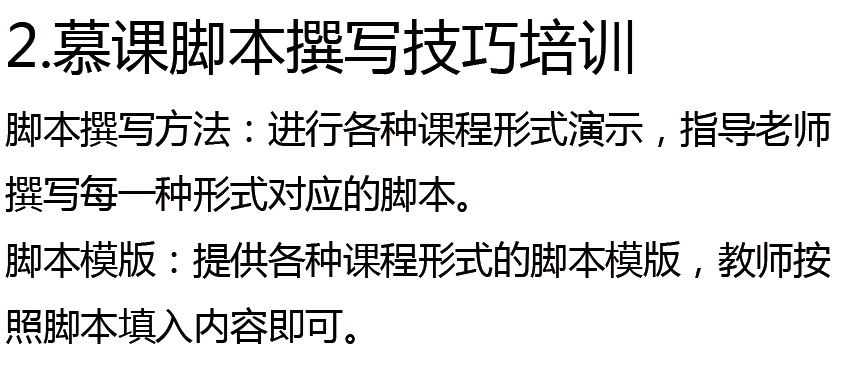 2.慕课脚本撰写技巧培训
脚本撰写方法：进行各种课程形式演示，指导老师
撰写每一种形式对应的脚本。
脚本模版：提供各种课程形式的脚本模版，教师按
照脚本填入内容即可。